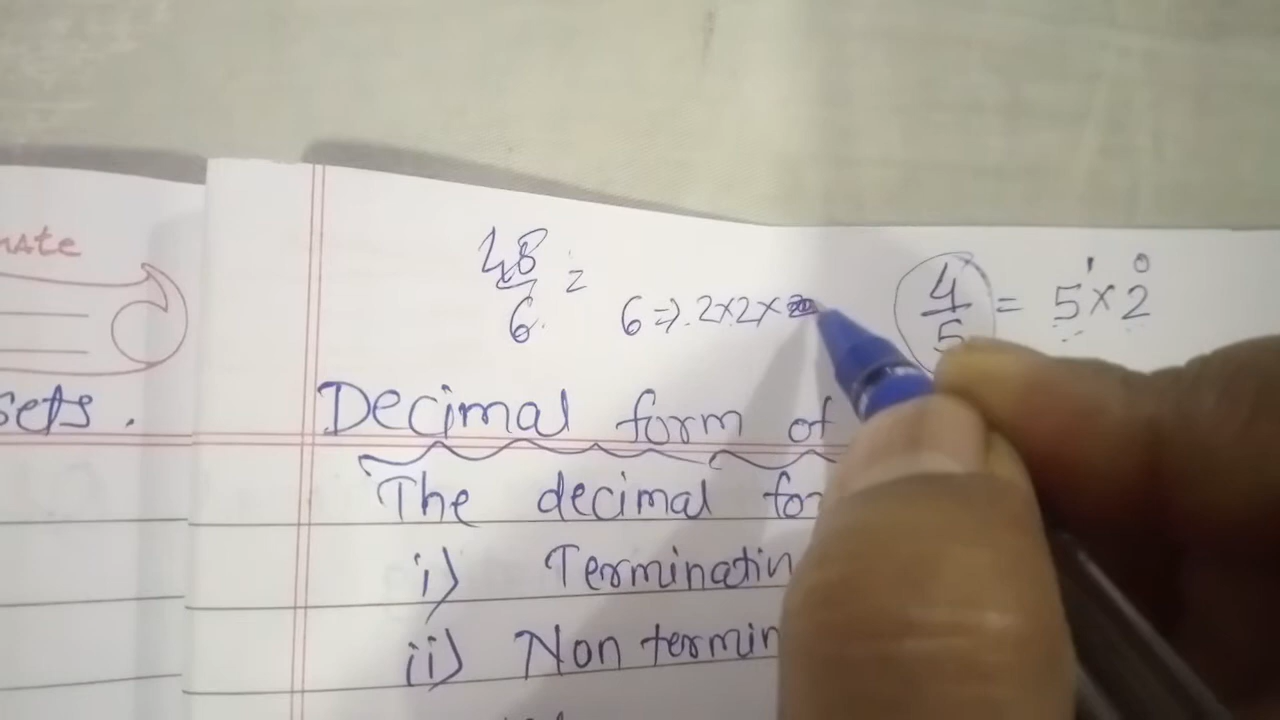 nate
sets.
48/6 =
6 ⇒ 2×2×
4/5 = 5¹×2⁰
Decimal form of
The decimal for
i) Terminatin
ii) Non termin